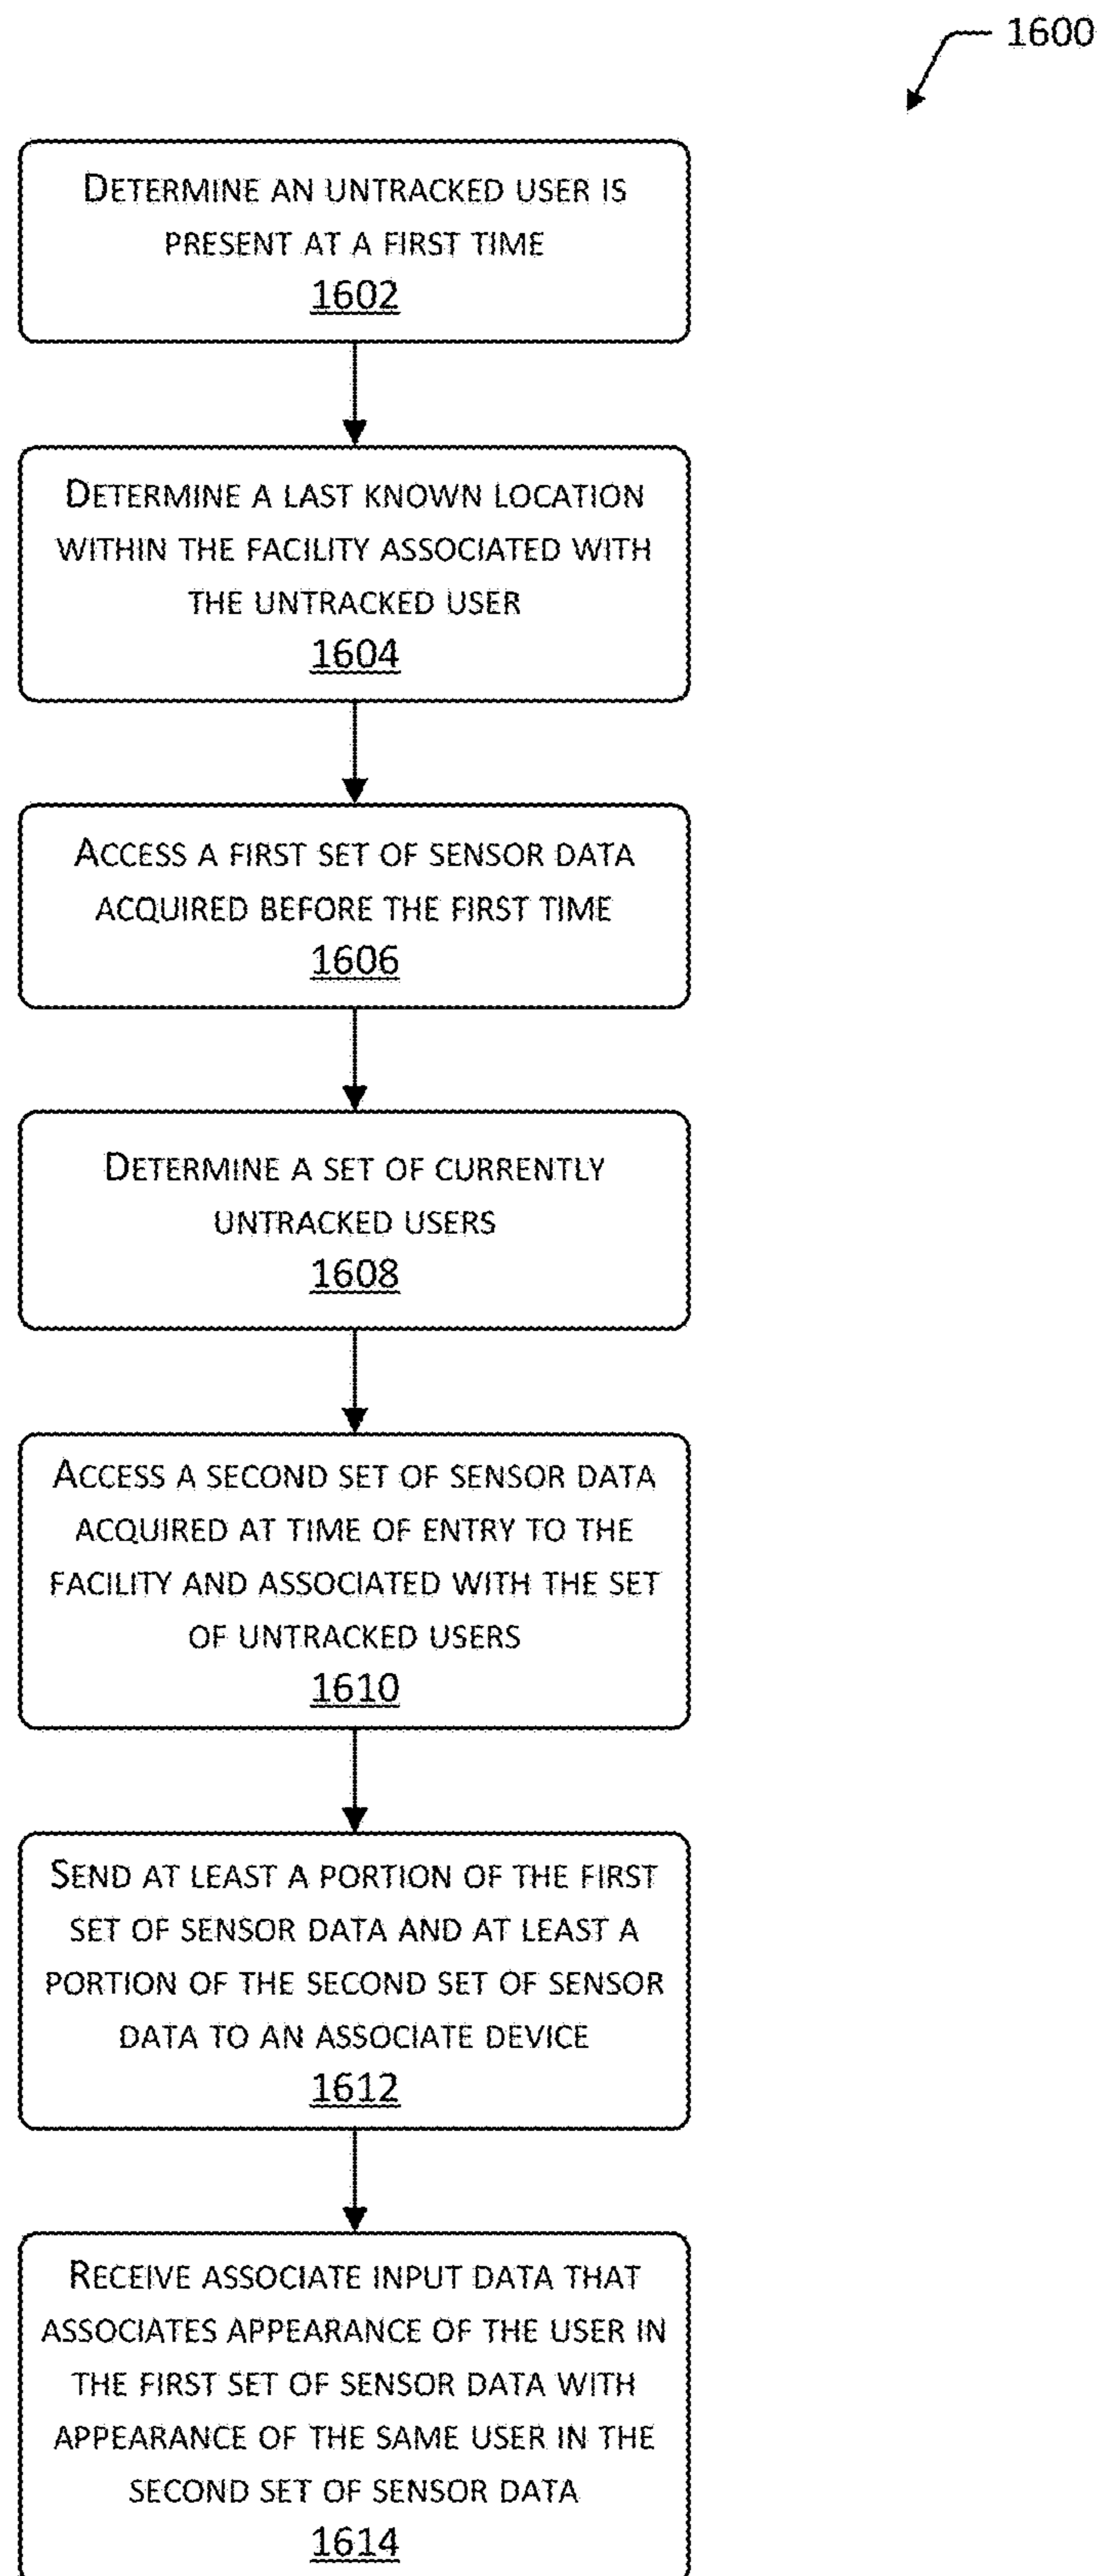 1600
DETERMINE AN UNTRACKED USER IS
PRESENT AT A FIRST TIME
1602
DETERMINE A LAST KNOWN LOCATION
WITHIN THE FACILITY ASSOCIATED WITH
THE UNTRACKED USER
1604
ACCESS A FIRST SET OF SENSOR DATA
ACQUIRED BEFORE THE FIRST TIME
1606
DETERMINE A SET OF CURRENTLY
UNTRACKED USERS
1608
ACCESS A SECOND SET OF SENSOR DATA
ACQUIRED AT TIME OF ENTRY TO THE
FACILITY AND ASSOCIATED WITH THE SET
OF UNTRACKED USERS
1610
SEND AT LEAST A PORTION OF THE FIRST
SET OF SENSOR DATA AND AT LEAST A
PORTION OF THE SECOND SET OF SENSOR
DATA TO AN ASSOCIATE DEVICE
1612
RECEIVE ASSOCIATE INPUT DATA THAT
ASSOCIATES APPEARANCE OF THE USER IN
THE FIRST SET OF SENSOR DATA WITH
APPEARANCE OF THE SAME USER IN THE
SECOND SET OF SENSOR DATA
1614